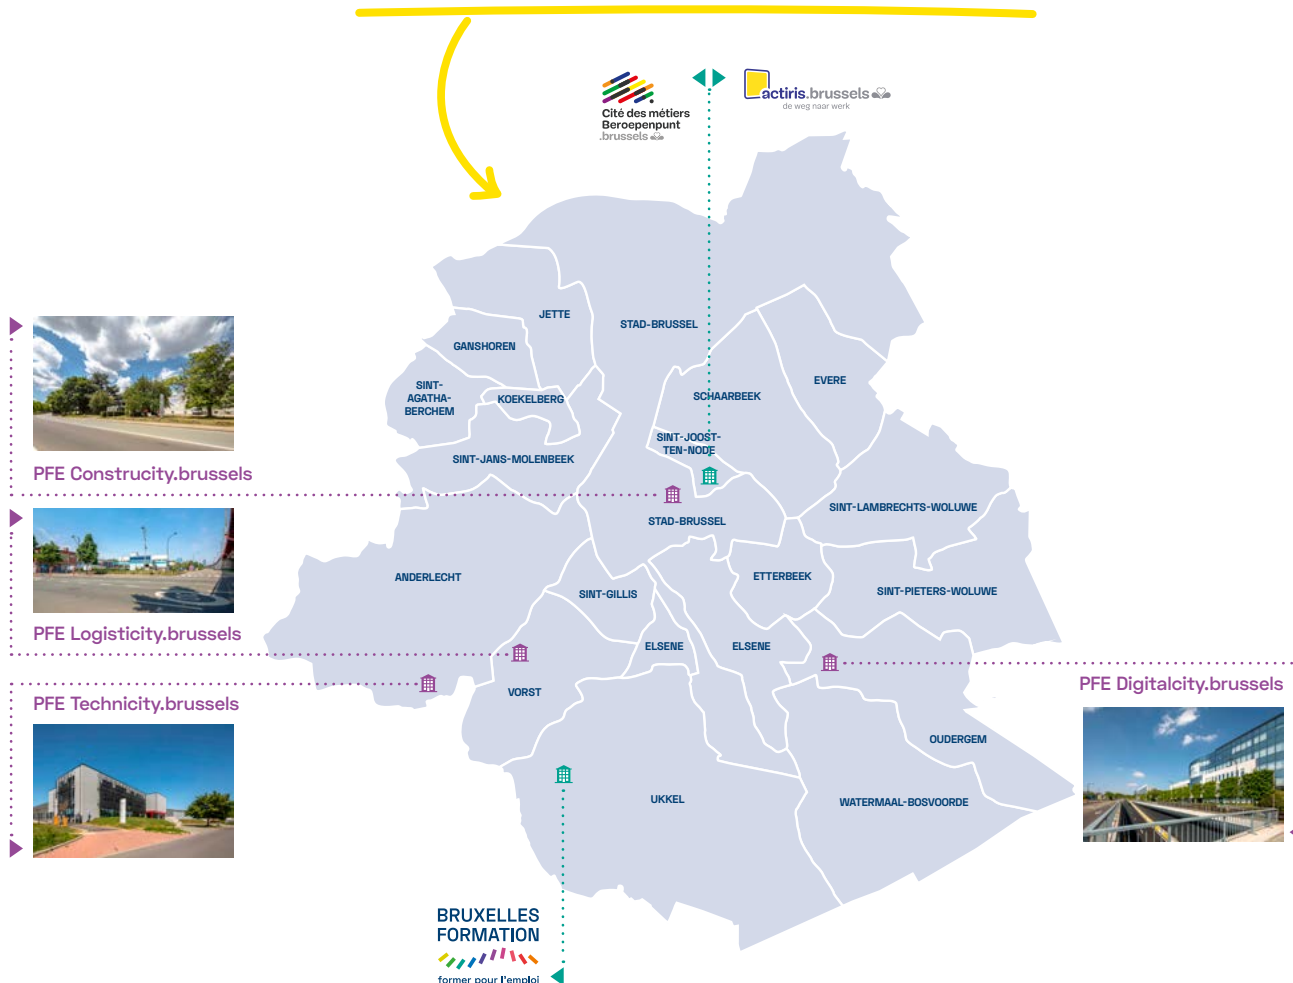 Cité des métiers
Beroepenpunt
.brussels
actiris.brussels
de weg naar werk
JETTE
STAD-BRUSSEL
GANSHOREN
EVERE
SINT-
AGATHA-
BERCHEM
KOEKELBERG
SCHAARBEEK
SINT-JOOST-
TEN-NODE
SINT-JANS-MOLENBEEK
PFE Construcity.brussels
SINT-LAMBRECHTS-WOLUWE
STAD-BRUSSEL
ANDERLECHT
ETTERBEEK
SINT-GILLIS
SINT-PIETERS-WOLUWE
PFE Logisticity.brussels
ELSENE
ELSENE
PFE Technicity.brussels
VORST
PFE Digitalcity.brussels
OUDERGEM
UKKEL
WATERMAAL-BOSVOORDE
BRUXELLES
FORMATION
former pour l'emploi